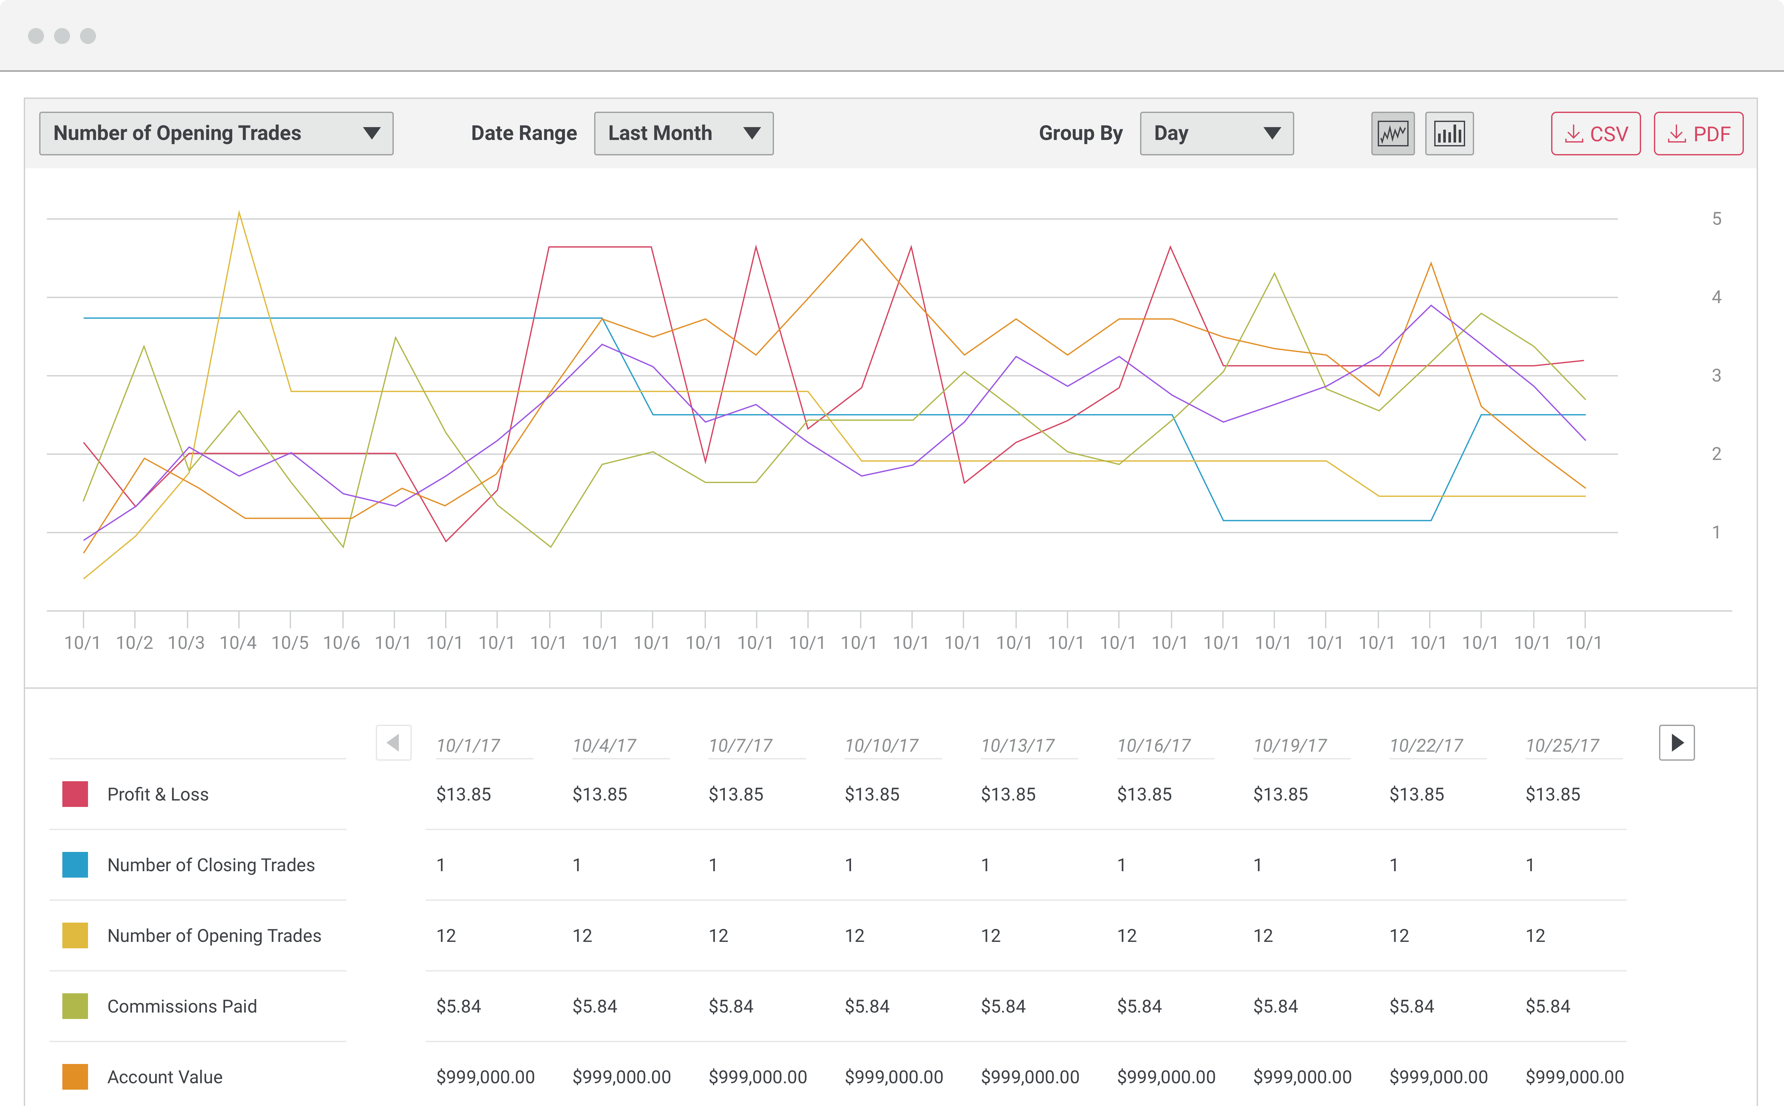 Number of Opening Trades Date Range Last Month Group By Day CSV PDF
5
4
3
2
1
10/1 10/2 10/3 10/4 10/5 10/6 10/1 10/1 10/1 10/1 10/1 10/1 10/1 10/1 10/1 10/1 10/1 10/1 10/1 10/1 10/1 10/1 10/1 10/1 10/1 10/1 10/1 10/1 10/1 10/1
10/1/17 10/4/17 10/7/17 10/10/17 10/13/17 10/16/17 10/19/17 10/22/17 10/25/17
Profit & Loss $13.85 $13.85 $13.85 $13.85 $13.85 $13.85 $13.85 $13.85 $13.85
Number of Closing Trades 1 1 1 1 1 1 1 1 1
Number of Opening Trades 12 12 12 12 12 12 12 12 12
Commissions Paid $5.84 $5.84 $5.84 $5.84 $5.84 $5.84 $5.84 $5.84 $5.84
Account Value $999,000.00 $999,000.00 $999,000.00 $999,000.00 $999,000.00 $999,000.00 $999,000.00 $999,000.00 $999,000.00